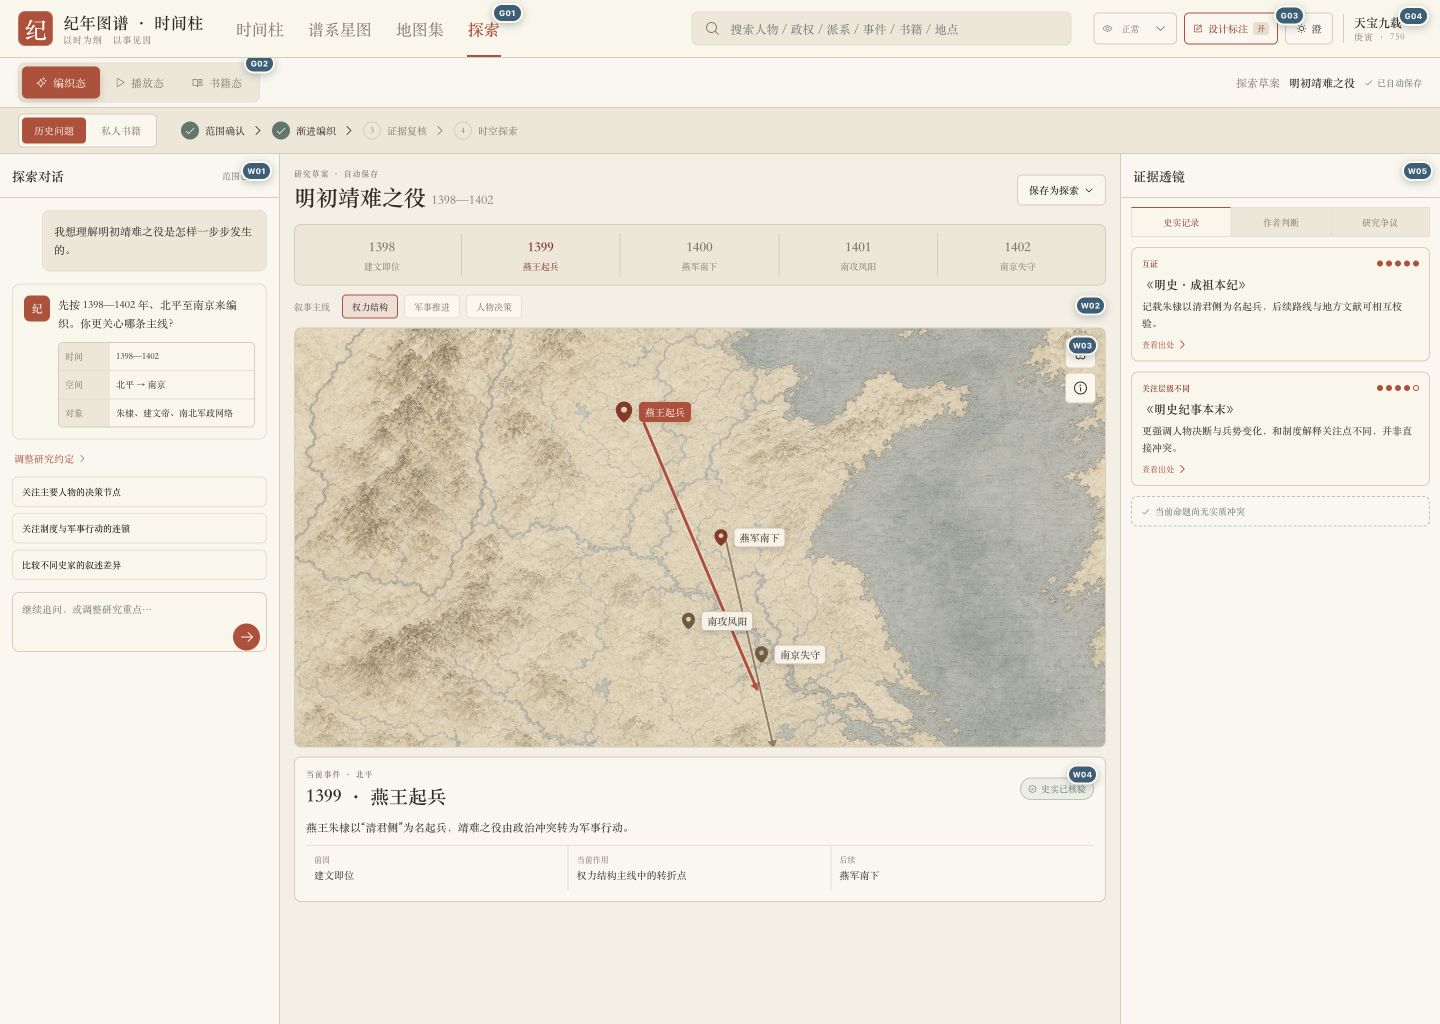 纪
纪年图谱 · 时间柱
以时为纲 以事见因
时间柱
谱系星图
地图集
探索
G01
搜索人物 / 政权 / 派系 / 事件 / 书籍 / 地点
正常
设计标注 开
G03
澄
天宝九载
G04
庚寅 · 750
编织态
播放态
书籍态
G02
探索草案 明初靖难之役 已自动保存
历史问题
私人书籍
范围确认
渐进编织
3 证据复核
4 时空探索
探索对话
范围
W01
我想理解明初靖难之役是怎样一步步发生
的。
纪
先按 1398—1402 年、北平至南京来编
织。你更关心哪条主线?
时间 1398—1402
空间 北平 → 南京
对象 朱棣、建文帝、南北军政网络
调整研究约定
关注主要人物的决策节点
关注制度与军事行动的连锁
比较不同史家的叙述差异
继续追问，或调整研究重点…
研究草案 · 自动保存
明初靖难之役 1398—1402
保存为探索
1398
建文即位
1399
燕王起兵
1400
燕军南下
1401
南攻凤阳
1402
南京失守
叙事主线
权力结构
军事推进
人物决策
W02
W03
燕王起兵
燕军南下
南攻凤阳
南京失守
当前事件 · 北平
1399 · 燕王起兵
W04
史实已核验
燕王朱棣以“清君侧”为名起兵，靖难之役由政治冲突转为军事行动。
前因
建文即位
当前作用
权力结构主线中的转折点
后续
燕军南下
证据透镜
W05
史实记录
作者判断
研究争议
互证
《明史·成祖本纪》
记载朱棣以清君侧为名起兵，后续路线与地方文献可相互校
验。
查看出处
关注层级不同
《明史纪事本末》
更强调人物决断与兵势变化，和制度解释关注点不同，并非直
接冲突。
查看出处
当前命题尚无实质冲突